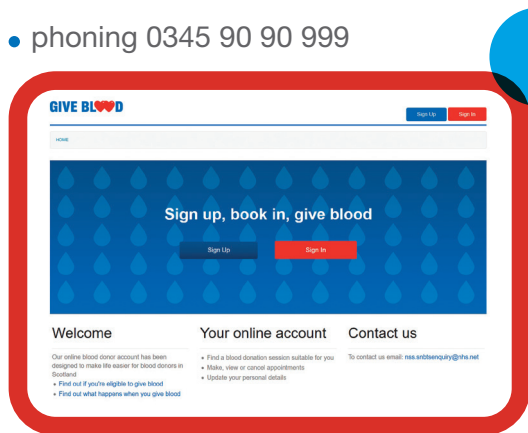 • phoning 0345 90 90 999
GIVE BLOOD
Sign Up
Sign In
HOME
Sign up, book in, give blood
Sign Up
Sign In
Welcome
Our online blood donor account has been
designed to make life easier for blood donors in
Scotland
• Find out if you're eligible to give blood
• Find out what happens when you give blood
Your online account
• Find a blood donation session suitable for you
• Make, view or cancel appointments
• Update your personal details
Contact us
To contact us email: nss.snbtsenquiry@nhs.net